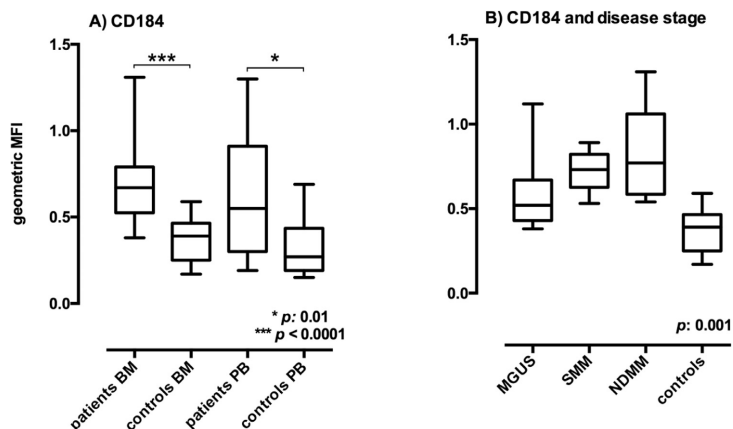 A) CD184
geometric MFI
1.5
1.0
0.5
0.0
***
*
* p: 0.01
*** p < 0.0001
patients BM
controls BM
patients PB
controls PB
B) CD184 and disease stage
1.5
1.0
0.5
0.0
p: 0.001
MGUS
SMM
NDMM
controls